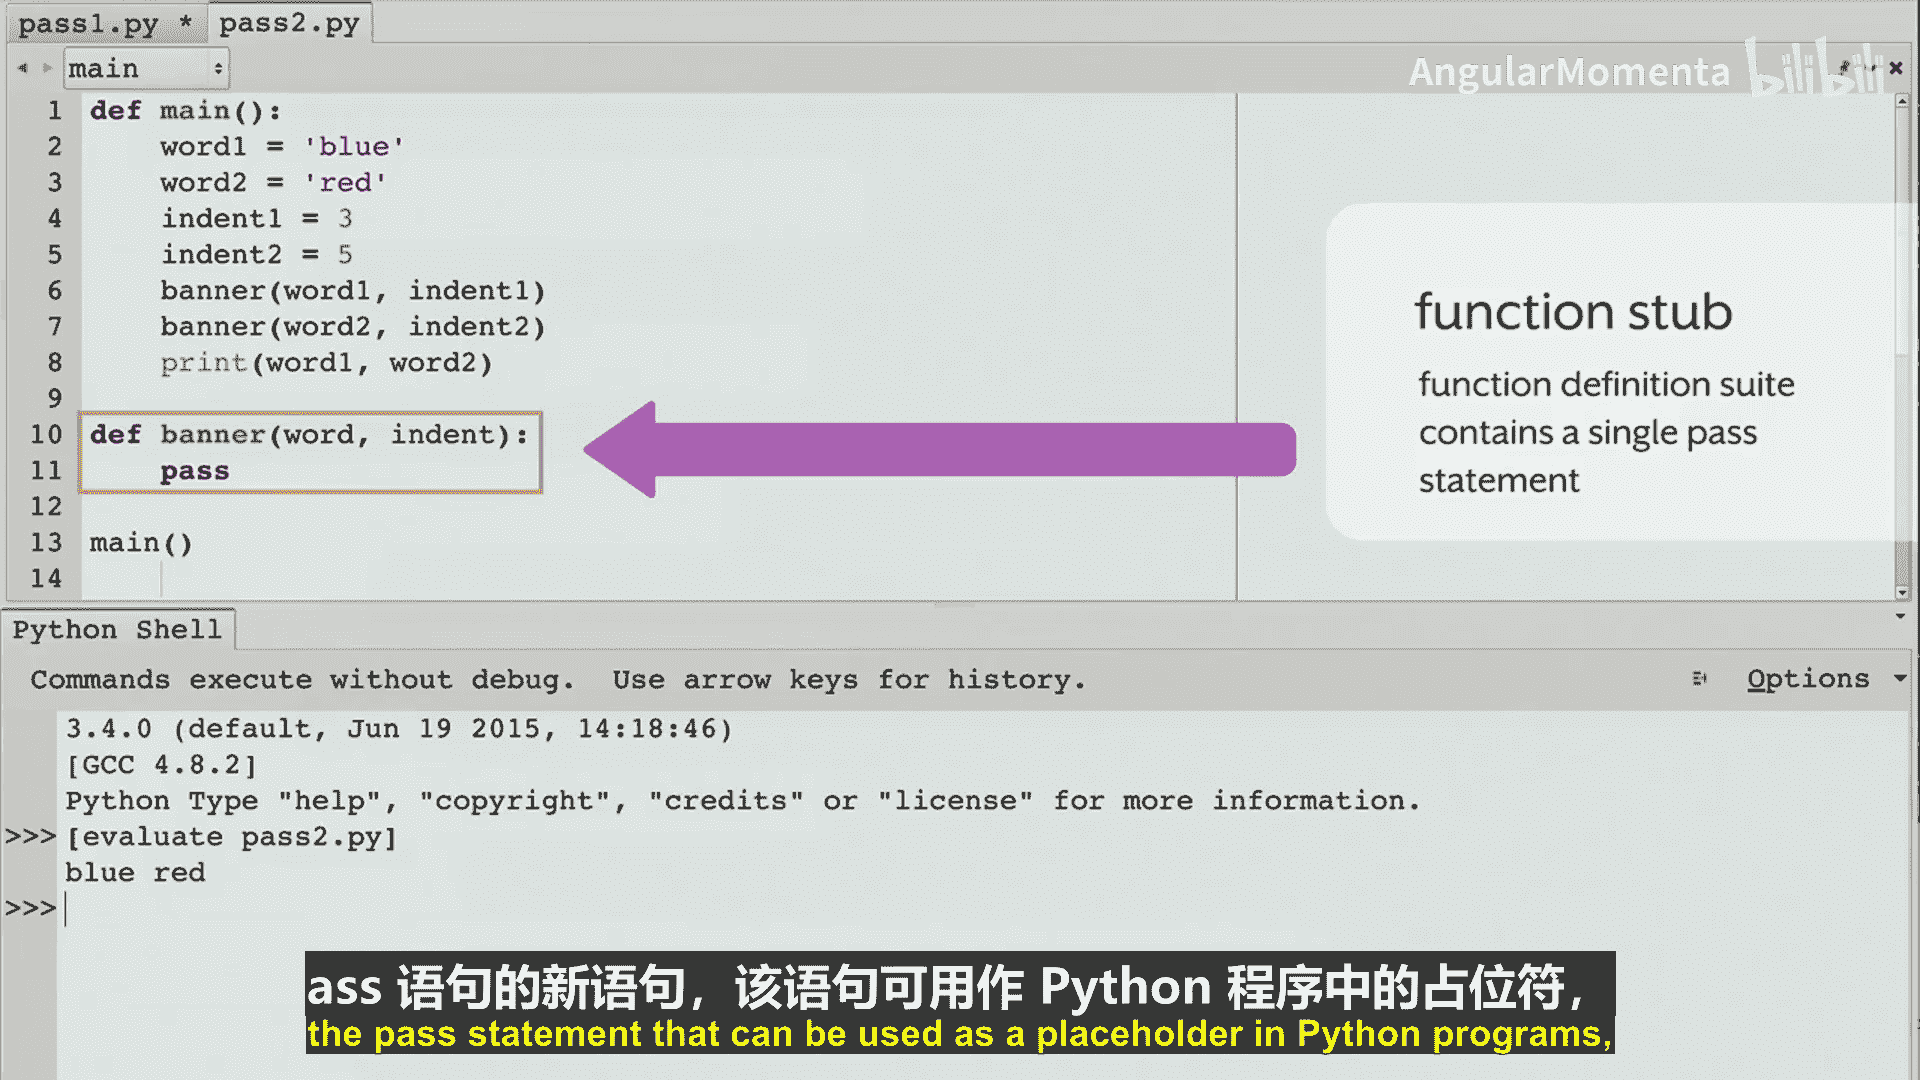 pass1.py *
pass2.py
main
AngularMomenta
bilibili
1 def main():
2     word1 = 'blue'
3     word2 = 'red'
4     indent1 = 3
5     indent2 = 5
6     banner(word1, indent1)
7     banner(word2, indent2)
8     print(word1, word2)
9
10 def banner(word, indent):
11     pass
12
13 main()
14
function stub
function definition suite
contains a single pass
statement
Python Shell
Commands execute without debug.  Use arrow keys for history.
Options
3.4.0 (default, Jun 19 2015, 14:18:46)
[GCC 4.8.2]
Python Type "help", "copyright", "credits" or "license" for more information.
>>> [evaluate pass2.py]
blue red
>>>
ass 语句的新语句，该语句可用作 Python 程序中的占位符，
the pass statement that can be used as a placeholder in Python programs,